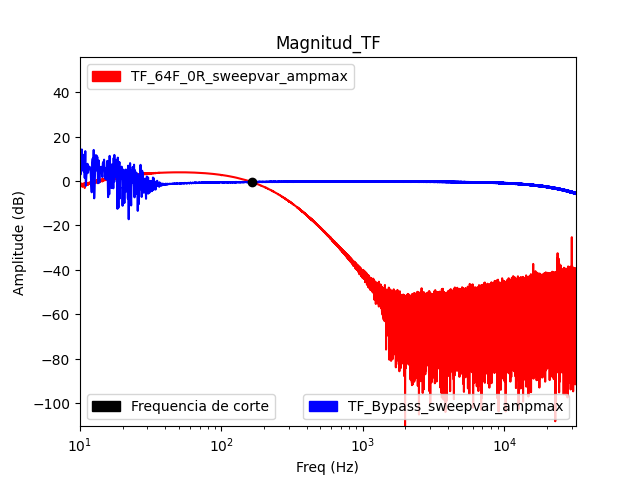 Magnitud_TF
TF_64F_0R_sweepvar_ampmax
40
20
0
−20
−40
−60
−80
−100
Amplitude (dB)
Frequencia de corte
TF_Bypass_sweepvar_ampmax
10¹
10²
10³
10⁴
Freq (Hz)